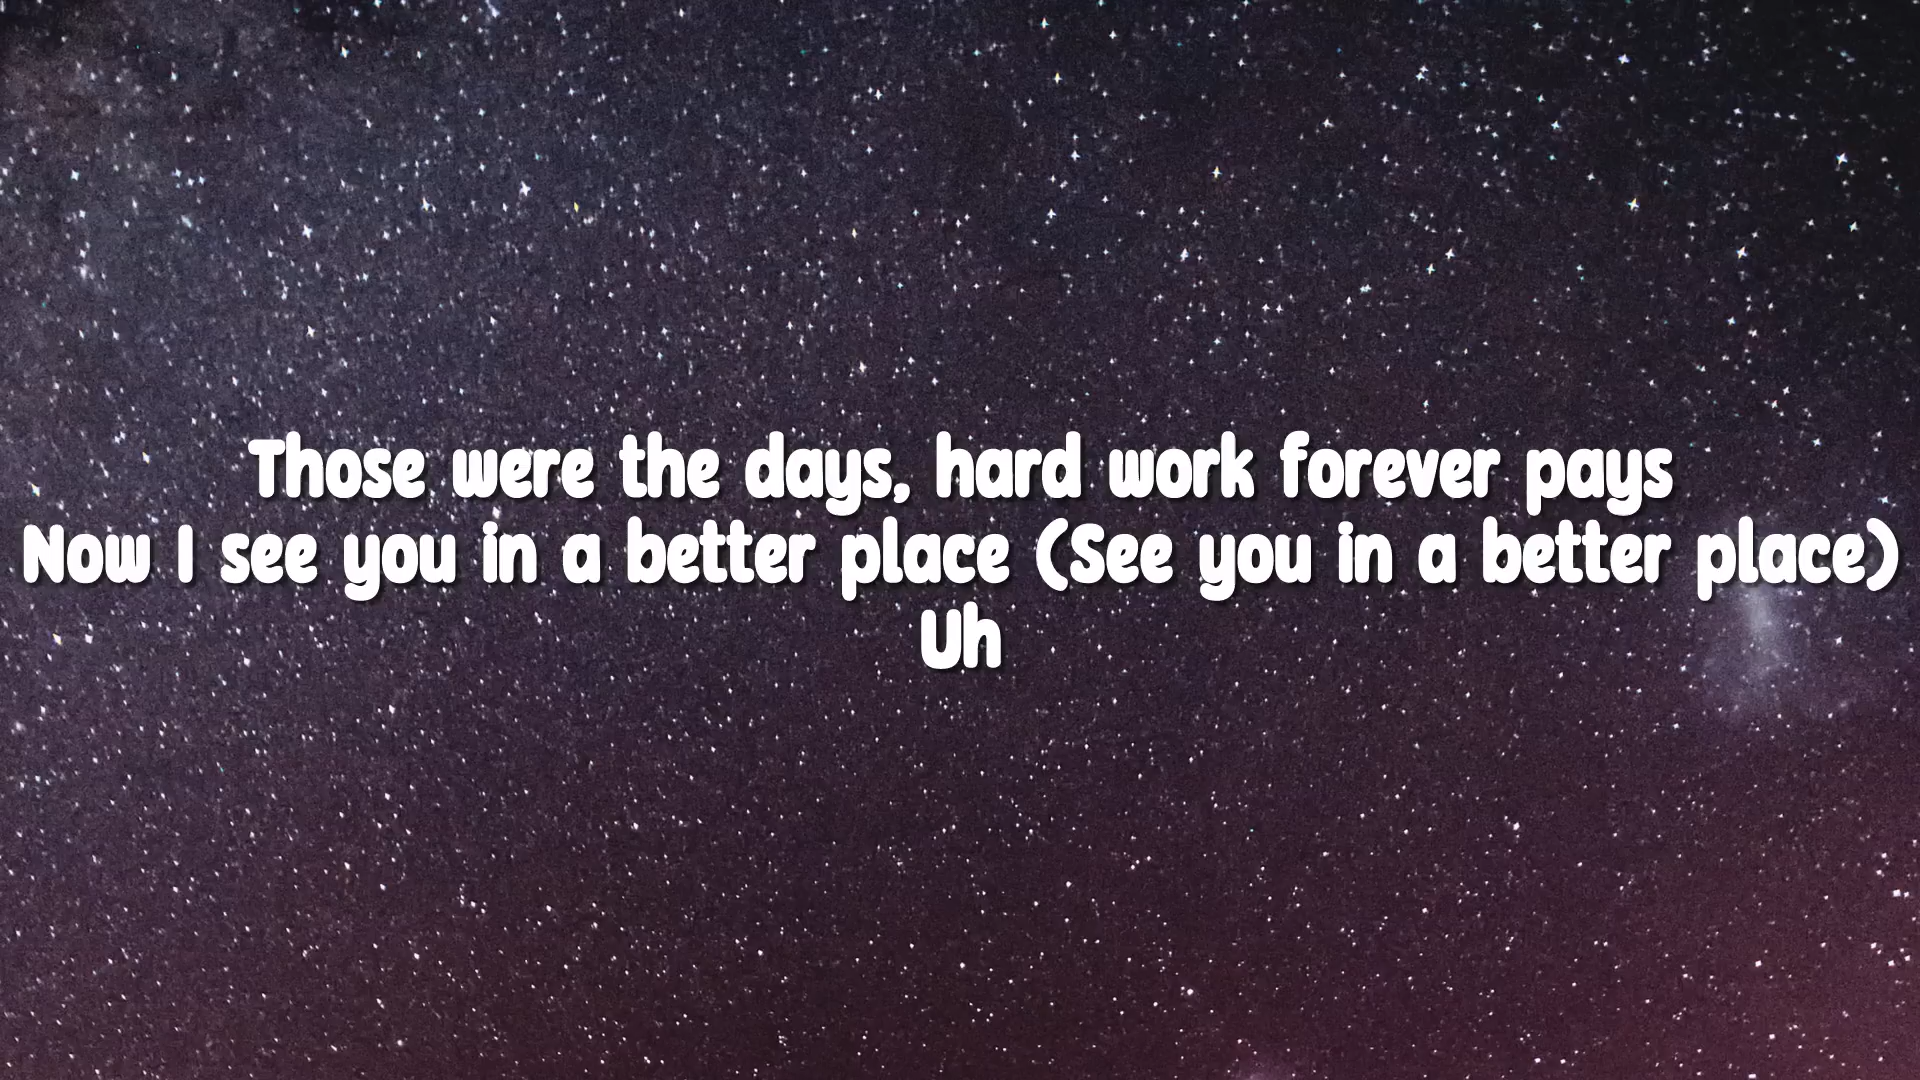 Those were the days, hard work forever pays
Now I see you in a better place (See you in a better place)
Uh